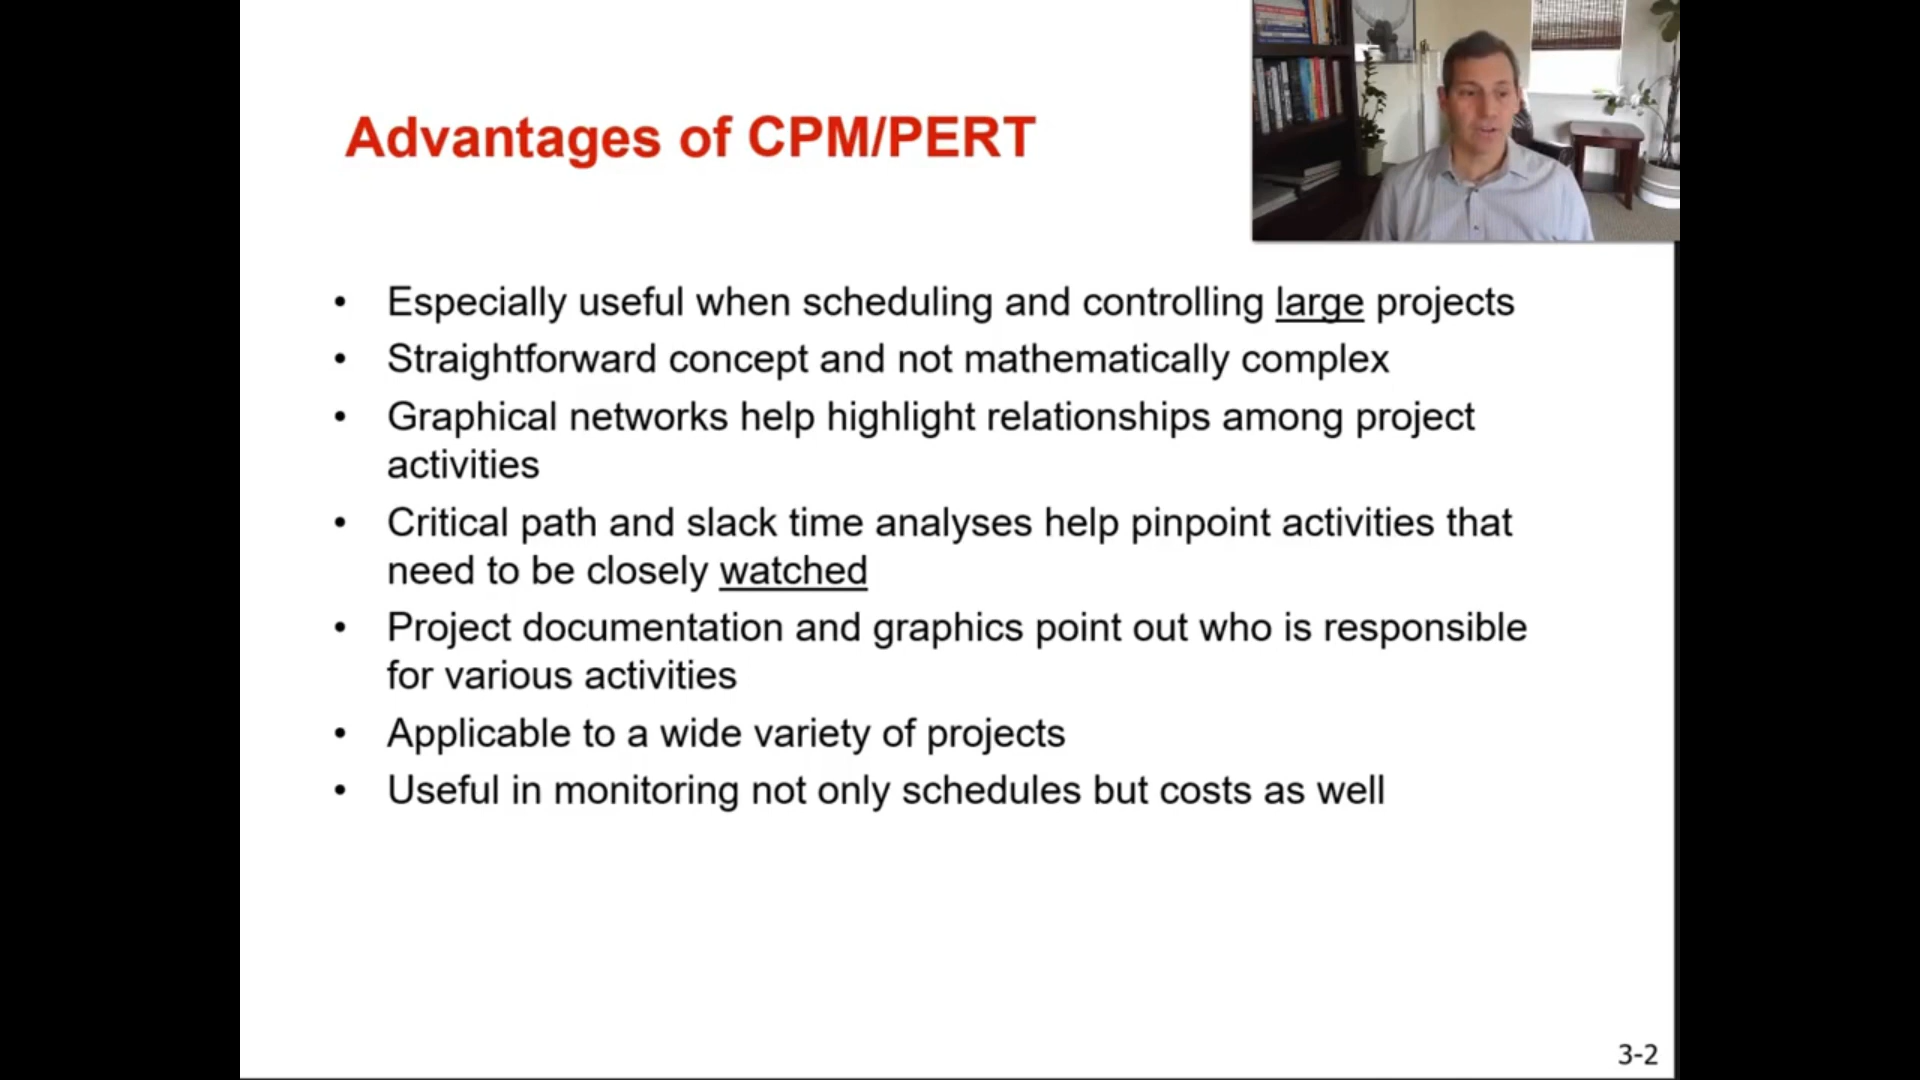 Advantages of CPM/PERT
• Especially useful when scheduling and controlling large projects
• Straightforward concept and not mathematically complex
• Graphical networks help highlight relationships among project
activities
• Critical path and slack time analyses help pinpoint activities that
need to be closely watched
• Project documentation and graphics point out who is responsible
for various activities
• Applicable to a wide variety of projects
• Useful in monitoring not only schedules but costs as well
3-2